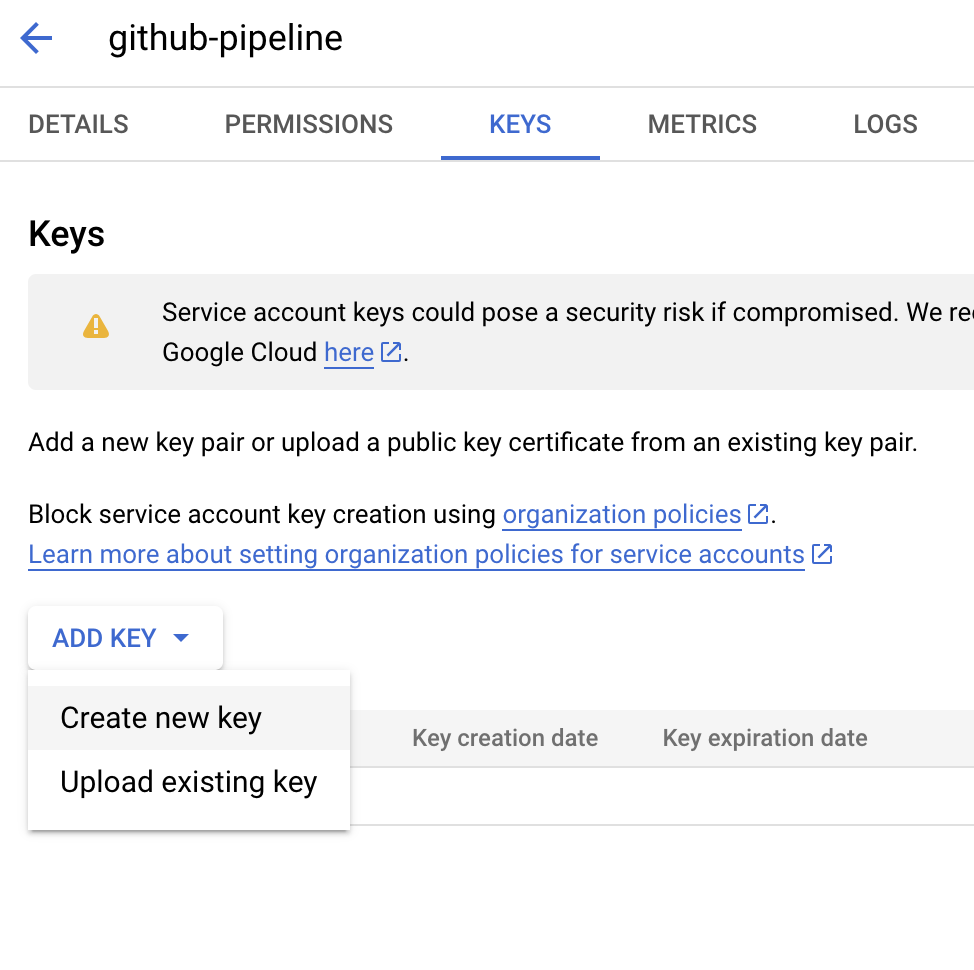 github-pipeline
DETAILS PERMISSIONS KEYS METRICS LOGS
Keys
Service account keys could pose a security risk if compromised. We
Google Cloud here.
Add a new key pair or upload a public key certificate from an existing key pair.
Block service account key creation using organization policies.
Learn more about setting organization policies for service accounts
ADD KEY
Create new key
Upload existing key
Key creation date Key expiration date